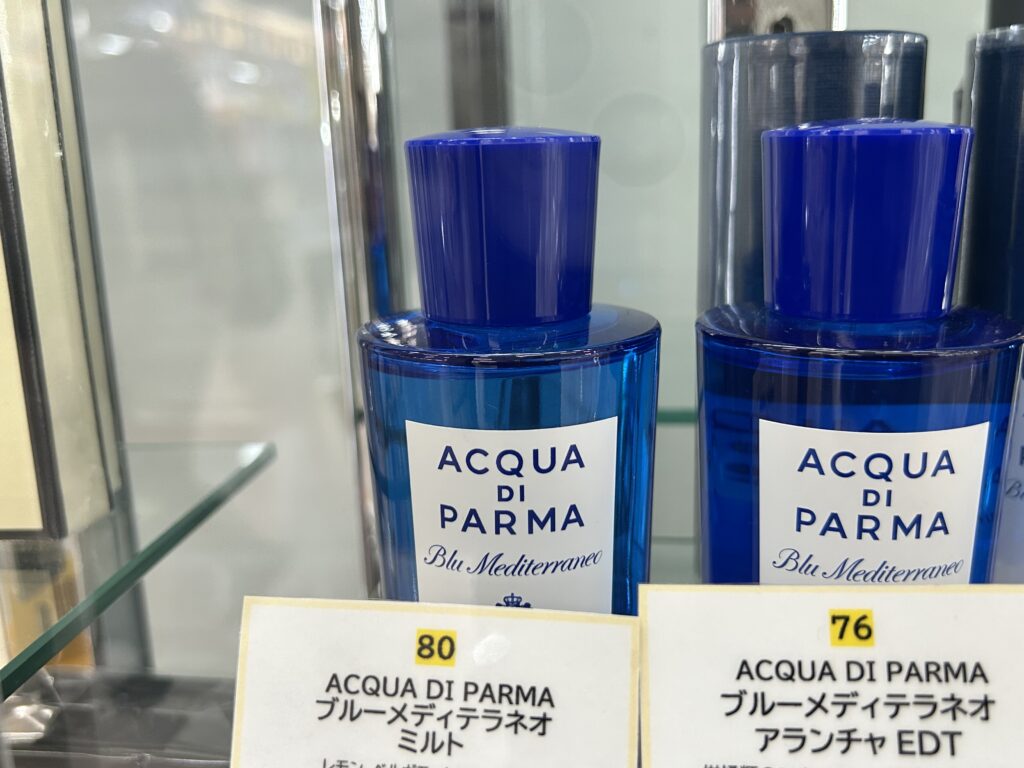 ACQUA
DI
PARMA
Blu Mediterraneo
ACQUA
DI
PARMA
Blu Mediterraneo
80
ACQUA DI PARMA
ブルーメディテラネオ
ミルト
76
ACQUA DI PARMA
ブルーメディテラネオ
アランチャ EDT